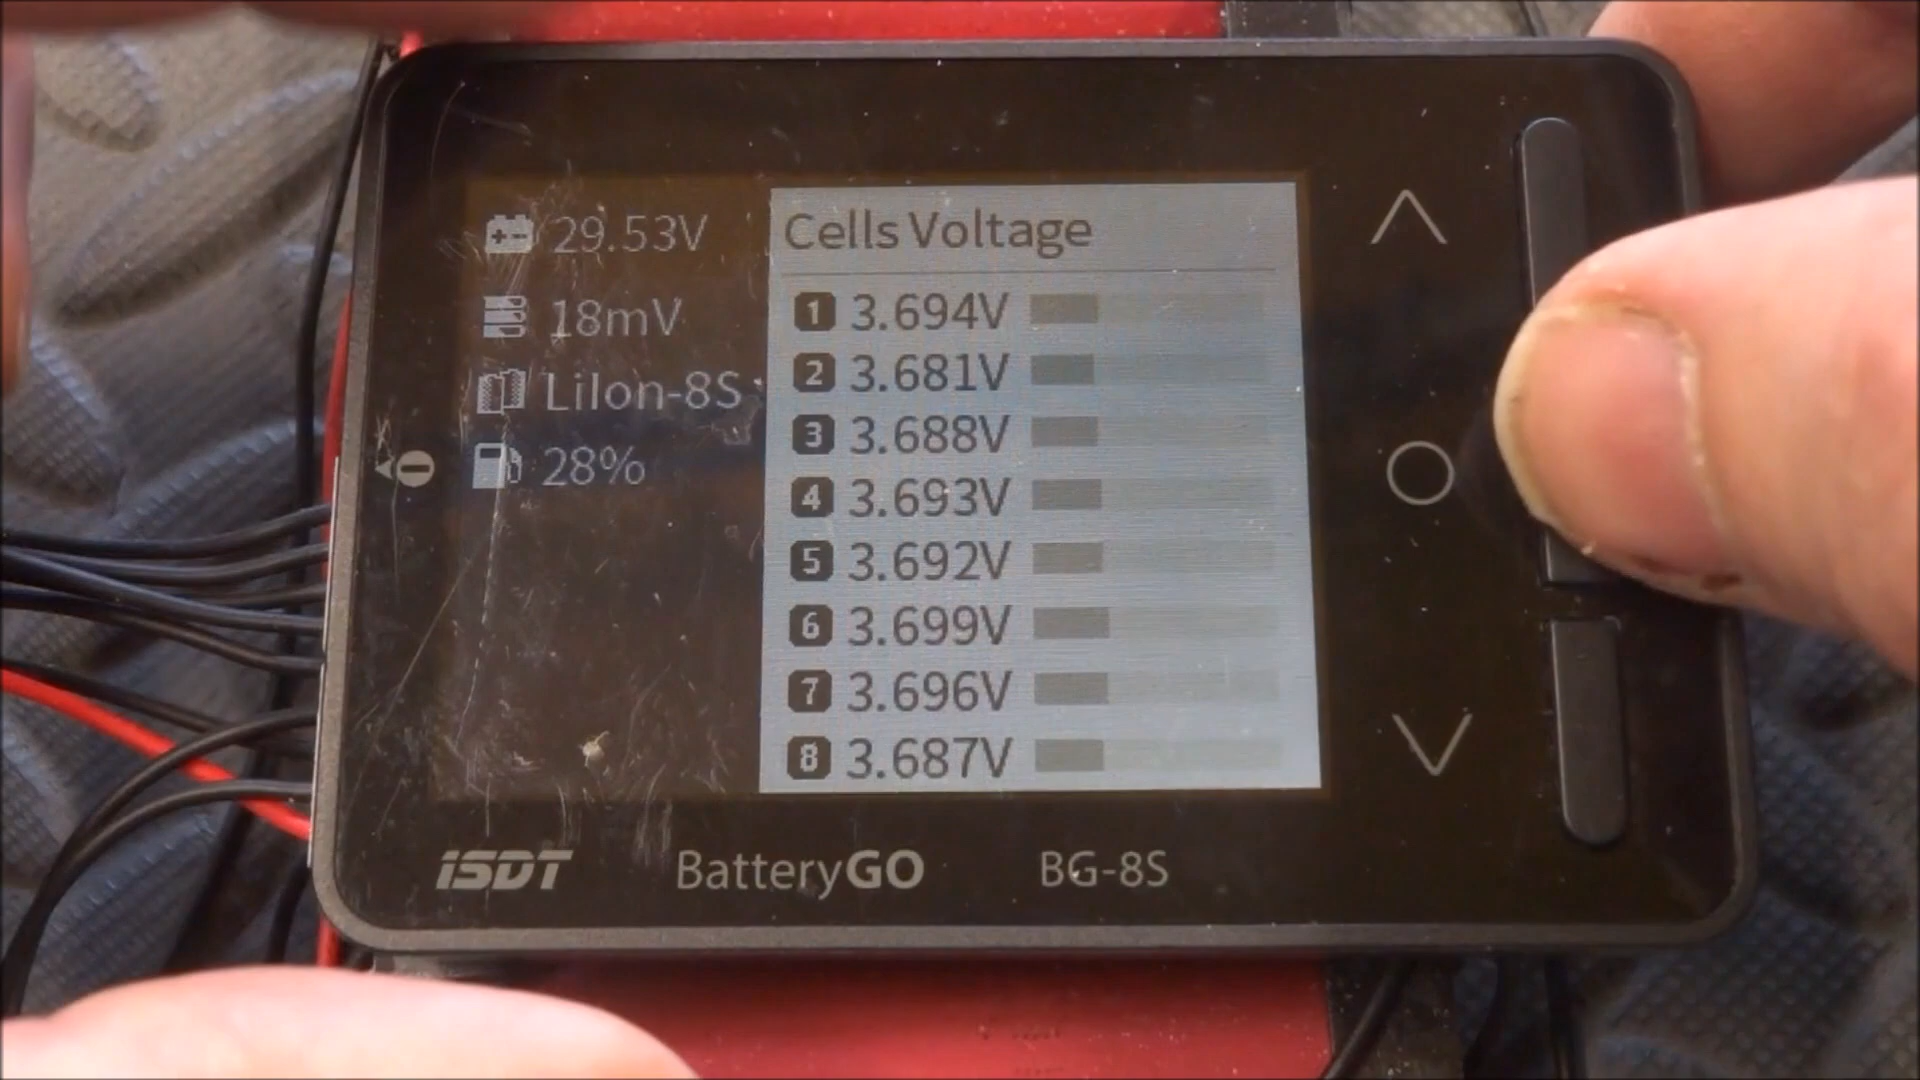 29.53V
18mV
LiIon-8S
28%
Cells Voltage
1 3.694V
2 3.681V
3 3.688V
4 3.693V
5 3.692V
6 3.699V
7 3.696V
8 3.687V
iSDT BatteryGO BG-8S